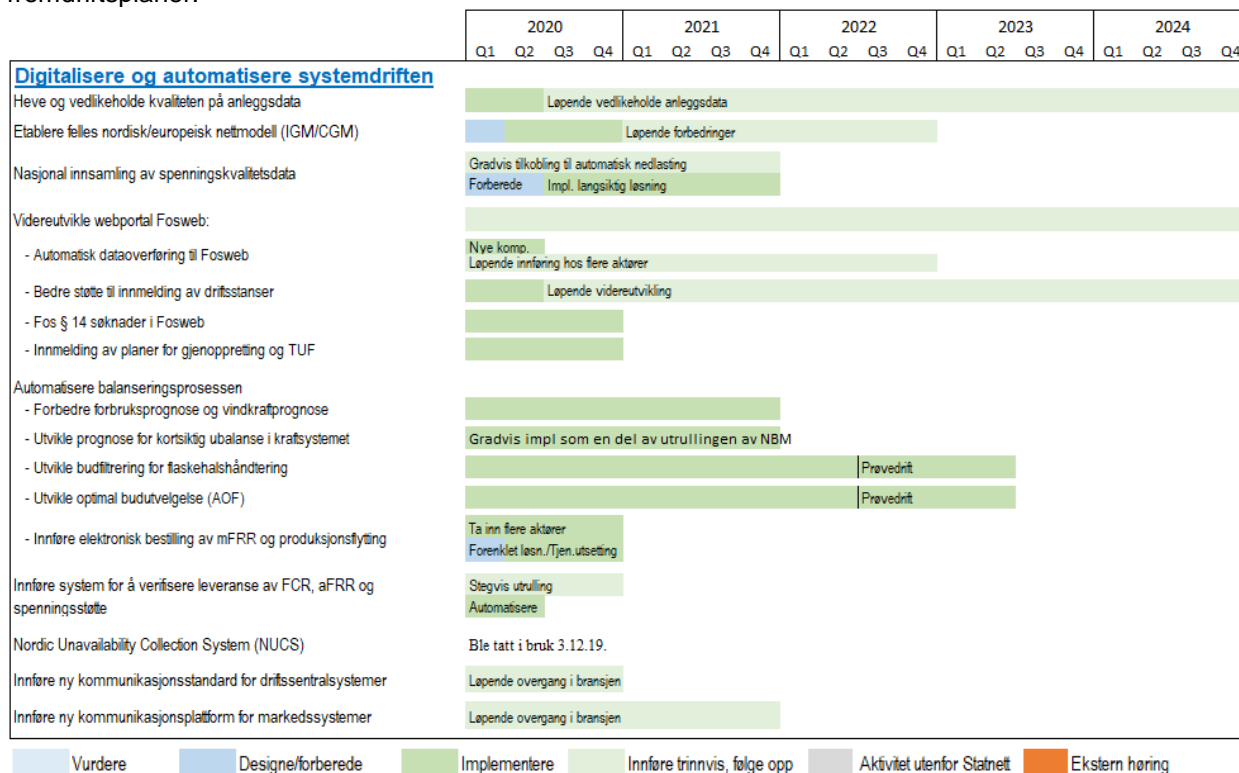 fremdriftsplaner.
2020 2021 2022 2023 2024
Q1 Q2 Q3 Q4 Q1 Q2 Q3 Q4 Q1 Q2 Q3 Q4 Q1 Q2 Q3 Q4 Q1 Q2 Q3 Q4
Digitalisere og automatisere systemdriften
Heve og vedlikeholde kvaliteten på anleggsdata Løpende vedlikeholde anleggsdata
Etablere felles nordisk/europeisk nettmodell (IGM/CGM) Løpende forbedringer
Nasjonal innsamling av spenningskvalitetsdata
Gradvis tilkobling til automatisk nedlasting
Forberede Impl. langsiktig løsning
Videreutvikle webportal Fosweb:
- Automatisk dataoverføring til Fosweb
Nye komp.
Løpende innføring hos flere aktører
- Bedre støtte til innmelding av driftsstanser Løpende videreutvikling
- Fos § 14 søknader i Fosweb
- Innmelding av planer for gjenoppretting og TUF
Automatisere balanseringsprosessen
- Forbedre forbruksprognose og vindkraftprognose
- Utvikle prognose for kortsiktig ubalanse i kraftsystemet Gradvis impl som en del av utrullingen av NBM
- Utvikle budfiltrering for flaskehalshåndtering Prøvedrift
- Utvikle optimal budutvelgelse (AOF) Prøvedrift
- Innføre elektronisk bestilling av mFRR og produksjonsflytting
Ta inn flere aktører
Forenklet løsn./Tjen.utsetting
Innføre system for å verifisere leveranse av FCR, aFRR og Stegvis utrulling
spenningsstøtte Automatisere
Nordic Unavailability Collection System (NUCS) Ble tatt i bruk 3.12.19.
Innføre ny kommunikasjonsstandard for driftssentralsystemer Løpende overgang i bransjen
Innføre ny kommunikasjonsplattform for markedssystemer Løpende overgang i bransjen
Vurdere Designe/forberede Implementere Innføre trinnvis, følge opp Aktivitet utenfor Statnett Ekstern høring